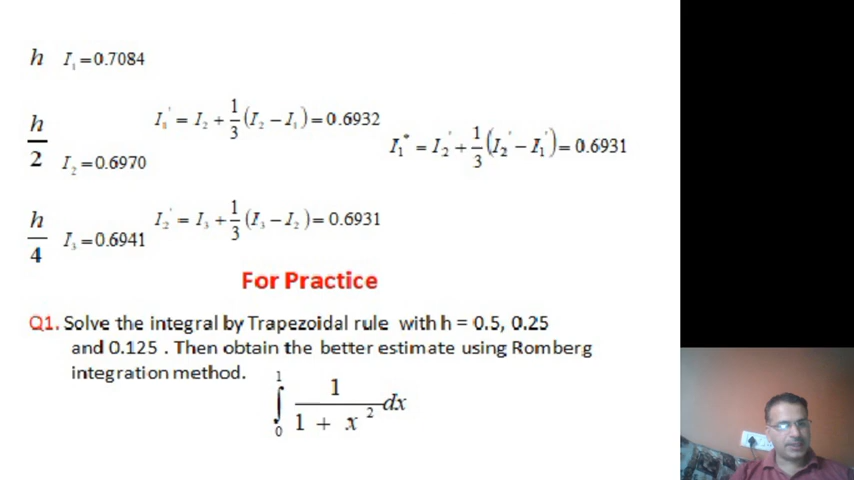 h I₁ =0.7084
I₁' = I₂ + 1/3 (I₂ − I₁) = 0.6932
h/2 I₂ =0.6970
I₁" = I₂' + 1/3 (I₂' − I₁') = 0.6931
h/4 I₃ =0.6941
I₂' = I₃ + 1/3 (I₃ − I₂) = 0.6931
For Practice
Q1. Solve the integral by Trapezoidal rule with h = 0.5, 0.25
and 0.125 . Then obtain the better estimate using Romberg
integration method.
∫₀¹ 1/(1 + x²) dx